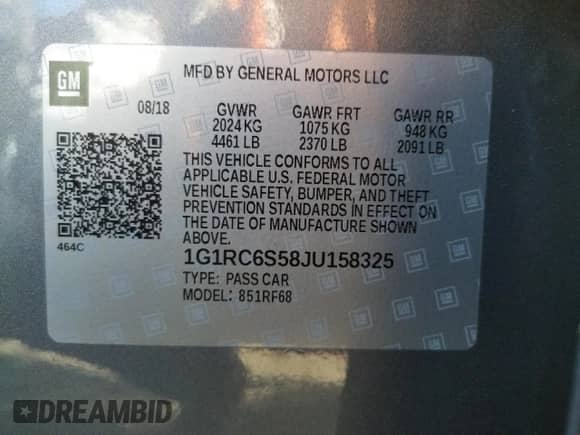 GM
MFD BY GENERAL MOTORS LLC
08/18 GVWR GAWR FRT GAWR RR
2024 KG 1075 KG 948 KG
4461 LB 2370 LB 2091 LB
THIS VEHICLE CONFORMS TO ALL
APPLICABLE U.S. FEDERAL MOTOR
VEHICLE SAFETY, BUMPER, AND THEFT
PREVENTION STANDARDS IN EFFECT ON
THE DATE OF MANUFACTURE SHOWN
ABOVE.
464C
1G1RC6S58JU158325
TYPE: PASS CAR
MODEL: 851RF68
DREAMBID